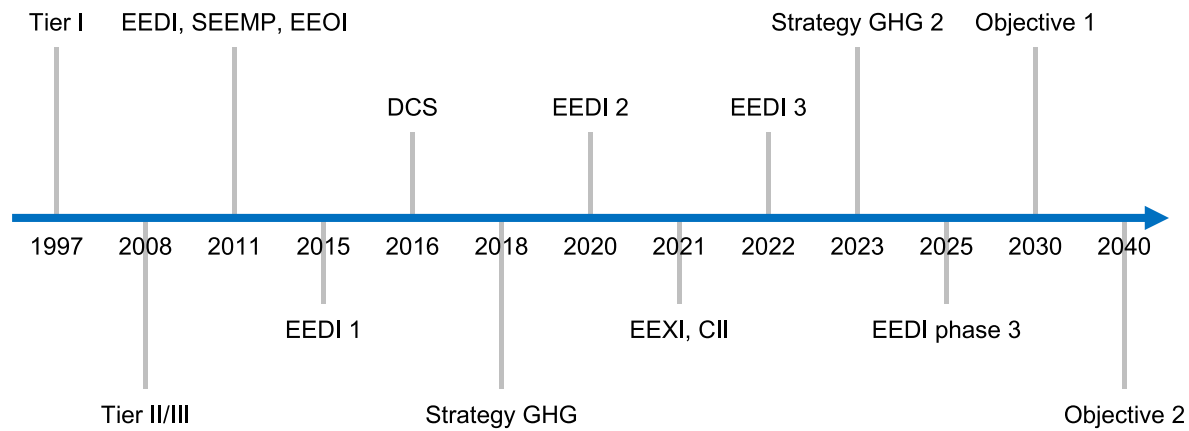 Tier I EEDI, SEEMP, EEOI Strategy GHG 2 Objective 1
DCS EEDI 2 EEDI 3
1997 2008 2011 2015 2016 2018 2020 2021 2022 2023 2025 2030 2040
EEDI 1 EEXI, CII EEDI phase 3
Tier II/III Strategy GHG Objective 2